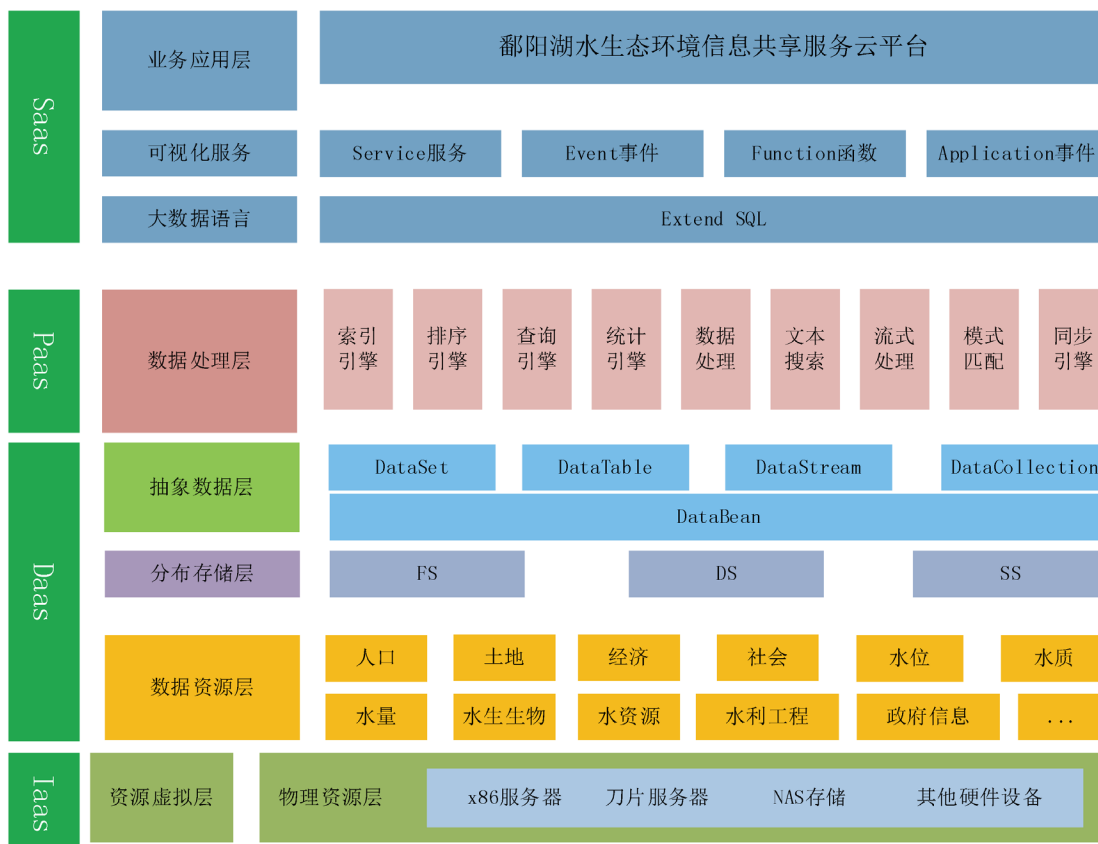 Saas
业务应用层
鄱阳湖水生态环境信息共享服务云平台
可视化服务
Service服务
Event事件
Function函数
Application事件
大数据语言
Extend SQL
Paas
数据处理层
索引
引擎
排序
引擎
查询
引擎
统计
引擎
数据
处理
文本
搜索
流式
处理
模式
匹配
同步
引擎
Daas
抽象数据层
DataSet
DataTable
DataStream
DataCollection
DataBean
分布存储层
FS
DS
SS
数据资源层
人口
土地
经济
社会
水位
水质
水量
水生生物
水资源
水利工程
政府信息
...
Iaas
资源虚拟层
物理资源层
x86服务器
刀片服务器
NAS存储
其他硬件设备